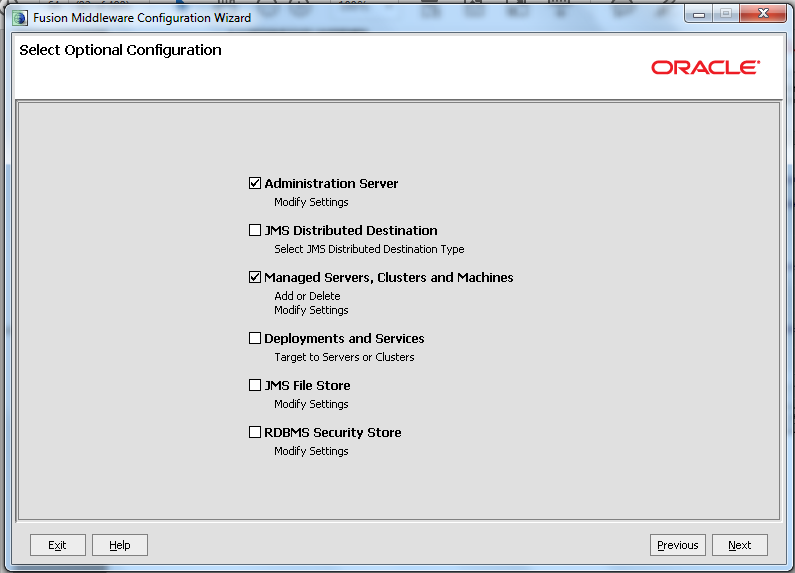 Fusion Middleware Configuration Wizard
Select Optional Configuration
ORACLE
Administration Server
Modify Settings
JMS Distributed Destination
Select JMS Distributed Destination Type
Managed Servers, Clusters and Machines
Add or Delete
Modify Settings
Deployments and Services
Target to Servers or Clusters
JMS File Store
Modify Settings
RDBMS Security Store
Modify Settings
Exit Help Previous Next